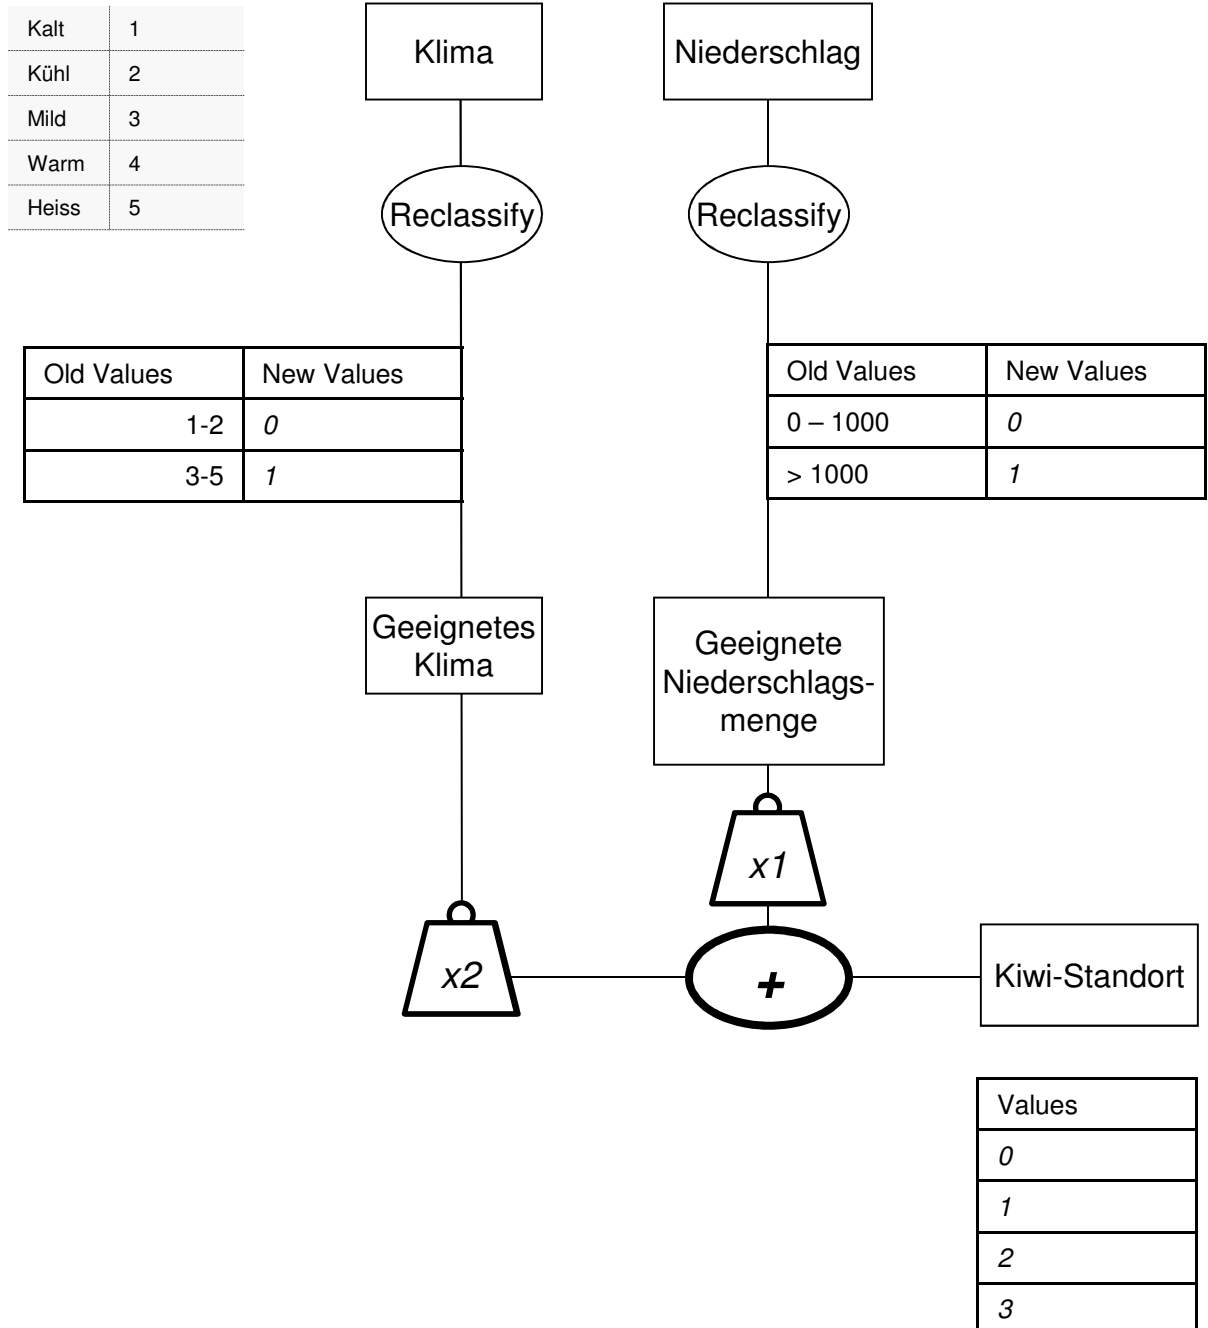 Kalt 1
Kühl 2
Mild 3
Warm 4
Heiss 5
Klima
Niederschlag
Reclassify
Reclassify
Old Values New Values
1-2 0
3-5 1
Old Values New Values
0 – 1000 0
> 1000 1
Geeignetes
Klima
Geeignete
Niederschlags-
menge
x1
x2
+
Kiwi-Standort
Values
0
1
2
3